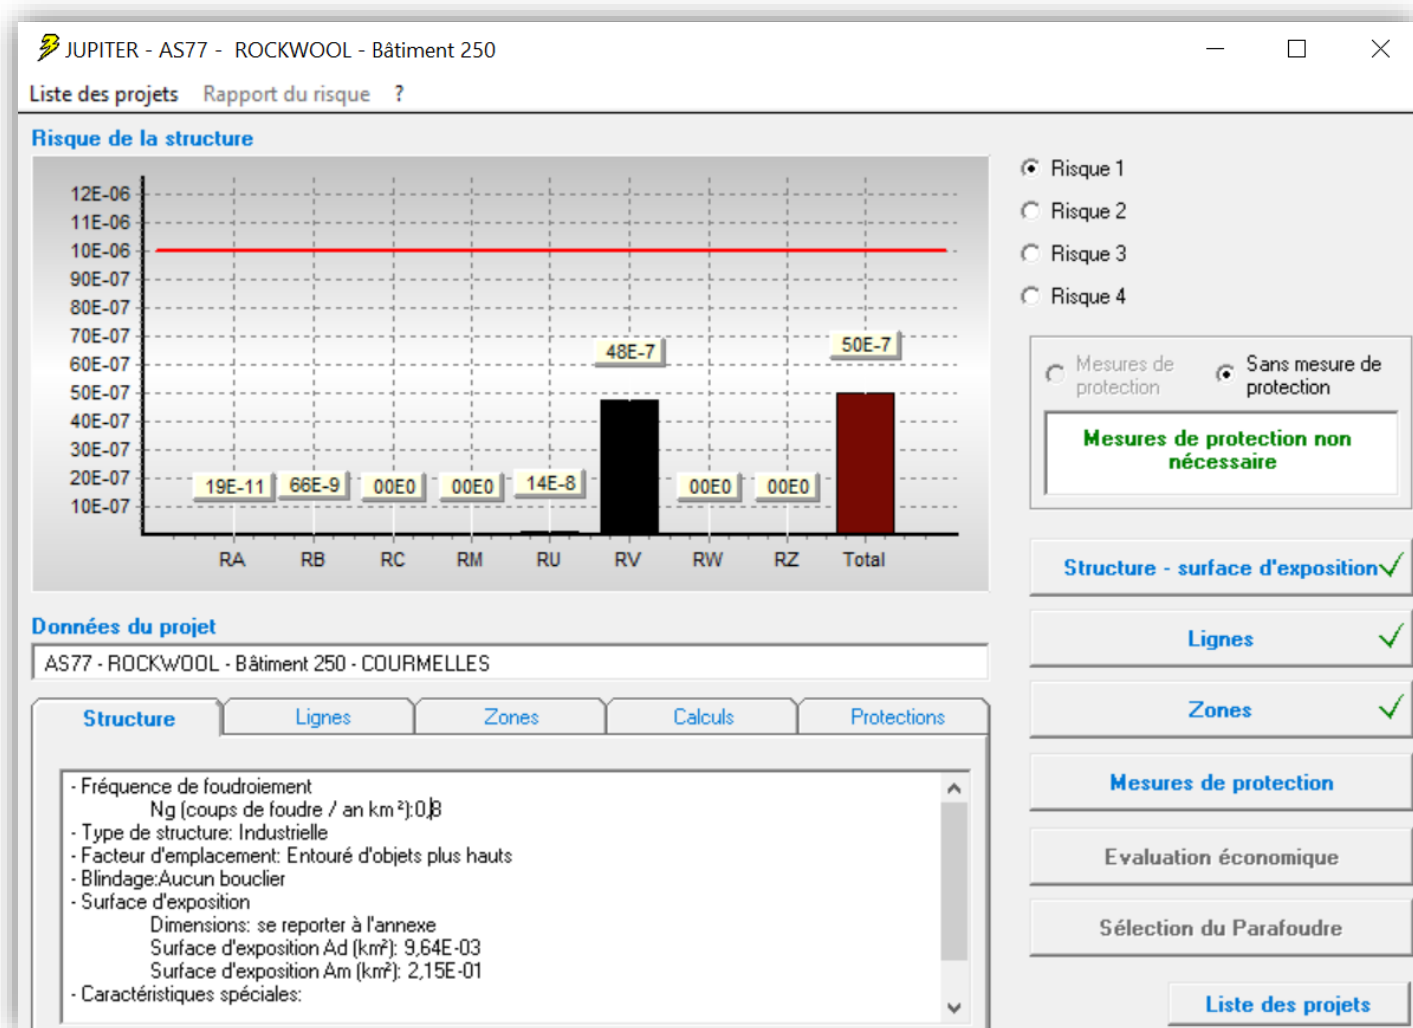 JUPITER - AS77 - ROCKWOOL - Bâtiment 250
Liste des projets Rapport du risque ?
Risque de la structure
12E-06
11E-06
10E-06
90E-07
80E-07
70E-07
60E-07
50E-07
40E-07
30E-07
20E-07
10E-07
19E-11 66E-9 00E0 00E0 14E-8 48E-7 00E0 00E0 50E-7
RA RB RC RM RU RV RW RZ Total
Risque 1
Risque 2
Risque 3
Risque 4
Mesures de protection
Sans mesure de protection
Mesures de protection non
nécessaire
Structure - surface d'exposition
Lignes
Zones
Mesures de protection
Evaluation économique
Sélection du Parafoudre
Liste des projets
Données du projet
AS77 - ROCKWOOL - Bâtiment 250 - COURMELLES
Structure Lignes Zones Calculs Protections
- Fréquence de foudroiement
Ng (coups de foudre / an km²):0,8
- Type de structure: Industrielle
- Facteur d'emplacement: Entouré d'objets plus hauts
- Blindage:Aucun bouclier
- Surface d'exposition
Dimensions: se reporter à l'annexe
Surface d'exposition Ad (km²): 9,64E-03
Surface d'exposition Am (km²): 2,15E-01
- Caractéristiques spéciales: